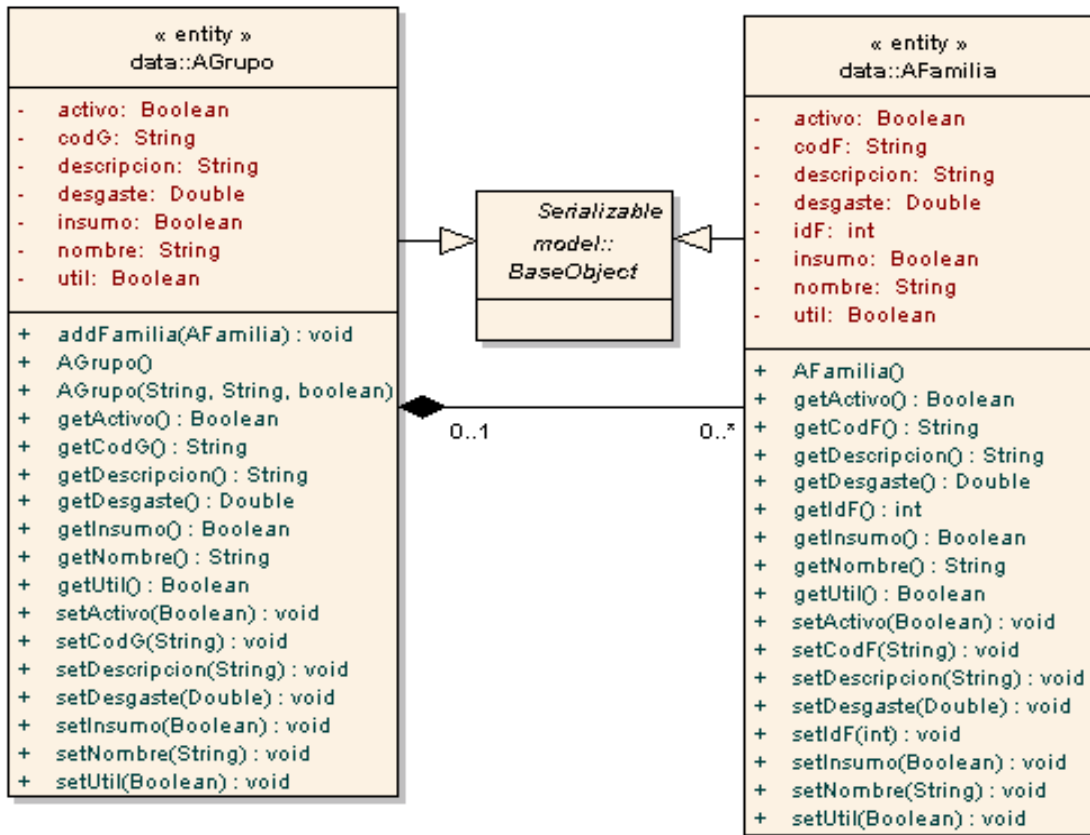 « entity »
data::AGrupo
- activo: Boolean
- codG: String
- descripcion: String
- desgaste: Double
- insumo: Boolean
- nombre: String
- util: Boolean
+ addFamilia(AFamilia) : void
+ AGrupo()
+ AGrupo(String, String, boolean)
+ getActivo() : Boolean
+ getCodG() : String
+ getDescripcion() : String
+ getDesgaste() : Double
+ getInsumo() : Boolean
+ getNombre() : String
+ getUtil() : Boolean
+ setActivo(Boolean) : void
+ setCodG(String) : void
+ setDescripcion(String) : void
+ setDesgaste(Double) : void
+ setInsumo(Boolean) : void
+ setNombre(String) : void
+ setUtil(Boolean) : void
Serializable
model::
BaseObject
0..1
0..*
« entity »
data::AFamilia
- activo: Boolean
- codF: String
- descripcion: String
- desgaste: Double
- idF: int
- insumo: Boolean
- nombre: String
- util: Boolean
+ AFamilia()
+ getActivo() : Boolean
+ getCodF() : String
+ getDescripcion() : String
+ getDesgaste() : Double
+ getIdF() : int
+ getInsumo() : Boolean
+ getNombre() : String
+ getUtil() : Boolean
+ setActivo(Boolean) : void
+ setCodF(String) : void
+ setDescripcion(String) : void
+ setDesgaste(Double) : void
+ setIdF(int) : void
+ setInsumo(Boolean) : void
+ setNombre(String) : void
+ setUtil(Boolean) : void